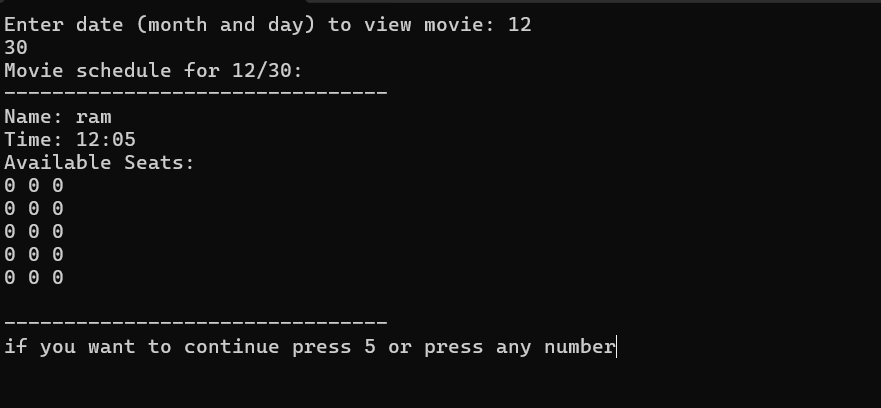 Enter date (month and day) to view movie: 12
30
Movie schedule for 12/30:
--------------------------------
Name: ram
Time: 12:05
Available Seats:
0 0 0
0 0 0
0 0 0
0 0 0
0 0 0
--------------------------------
if you want to continue press 5 or press any number